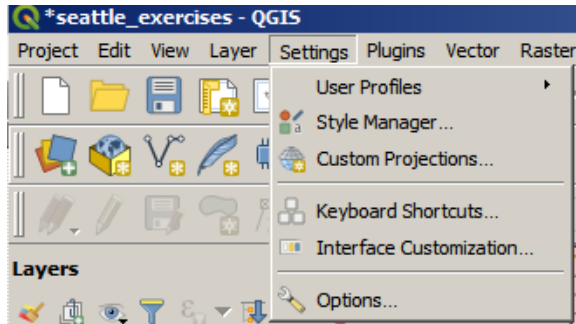 *seattle_exercises - QGIS
Project Edit View Layer Settings Plugins Vector Raster
User Profiles
Style Manager...
Custom Projections...
Keyboard Shortcuts...
Interface Customization...
Layers
Options...